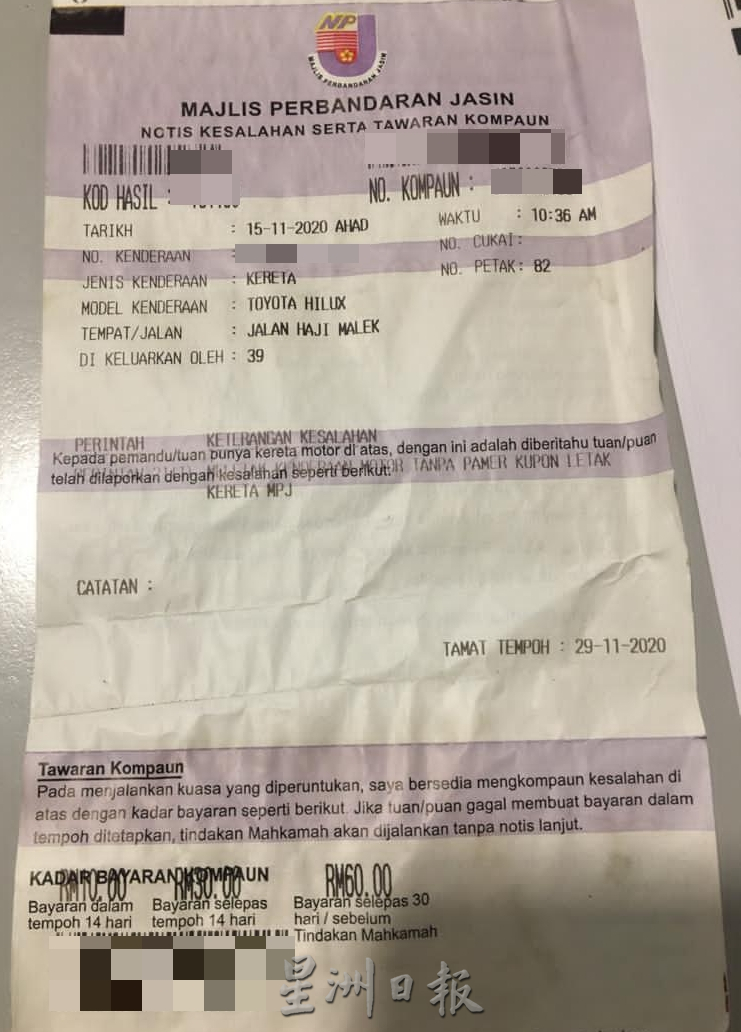 NP
MAJLIS PERBANDARAN JASIN
MAJLIS PERBANDARAN JASIN
NOTIS KESALAHAN SERTA TAWARAN KOMPAUN
KOD HASIL :
NO. KOMPAUN :
TARIKH : 15-11-2020 AHAD
WAKTU : 10:36 AM
NO. KENDERAAN :
NO. CUKAI:
JENIS KENDERAAN : KERETA
NO. PETAK: 82
MODEL KENDERAAN : TOYOTA HILUX
TEMPAT/JALAN : JALAN HAJI MALEK
DI KELUARKAN OLEH : 39
PERINTAH KETERANGAN KESALAHAN
Kepada pemandu/tuan punya kereta motor di atas, dengan ini adalah diberitahu tuan/puan
telah dilaporkan dengan kesalahan seperti berikut:
MOTOR TANPA PAMER KUPON LETAK
KERETA MPJ
CATATAN :
TAMAT TEMPOH : 29-11-2020
Tawaran Kompaun
Pada menjalankan kuasa yang diperuntukan, saya bersedia mengkompaun kesalahan di
atas dengan kadar bayaran seperti berikut. Jika tuan/puan gagal membuat bayaran dalam
tempoh ditetapkan, tindakan Mahkamah akan dijalankan tanpa notis lanjut.
KADAR BAYARAN KOMPAUN
RM10.00 RM30.00 RM60.00
Bayaran dalam tempoh 14 hari
Bayaran selepas tempoh 14 hari
Bayaran selepas 30 hari / sebelum Tindakan Mahkamah
星洲日報